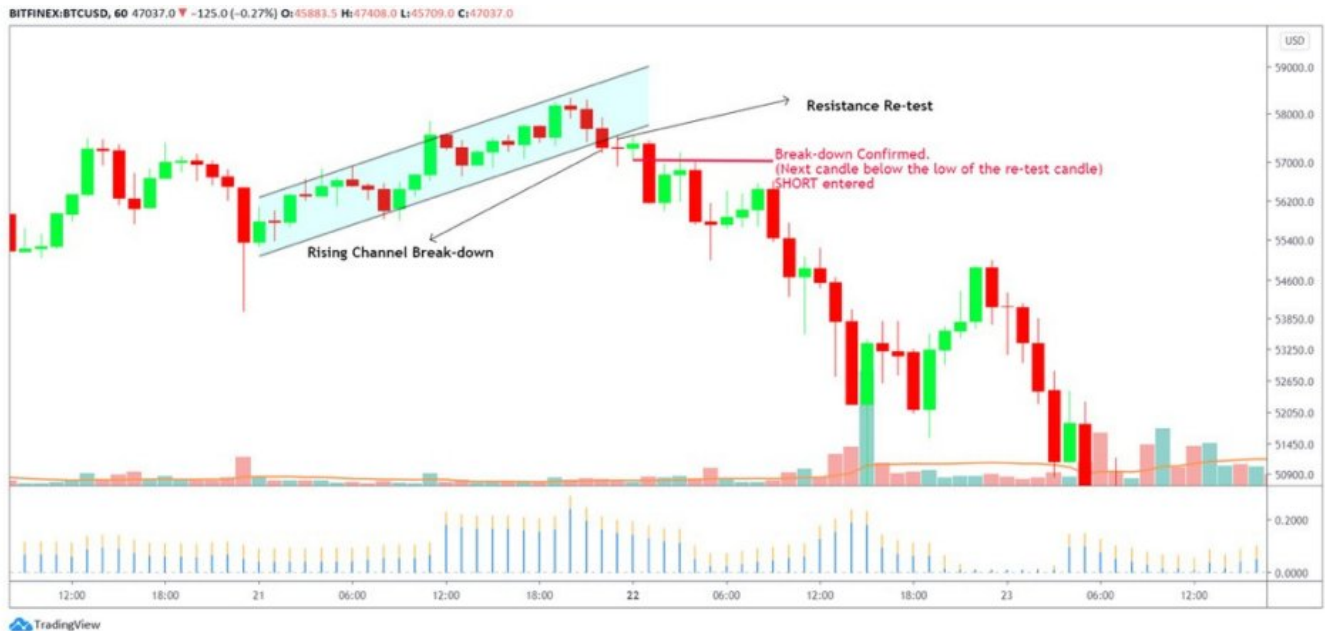 BITFINEX:BTCUSD, 60 47037.0 ▼ −125.0 (−0.27%) O:45883.5 H:47408.0 L:45709.0 C:47037.0
USD
59000.0
58000.0
Resistance Re-test
Break-down Confirmed.
57000.0
(Next candle below the low of the re-test candle)
SHORT entered
56200.0
Rising Channel Break-down
55400.0
54600.0
53850.0
53250.0
52650.0
52050.0
51450.0
50900.0
0.2000
0.0000
12:00 18:00 21 06:00 12:00 18:00 22 06:00 12:00 18:00 23 06:00 12:00
TradingView